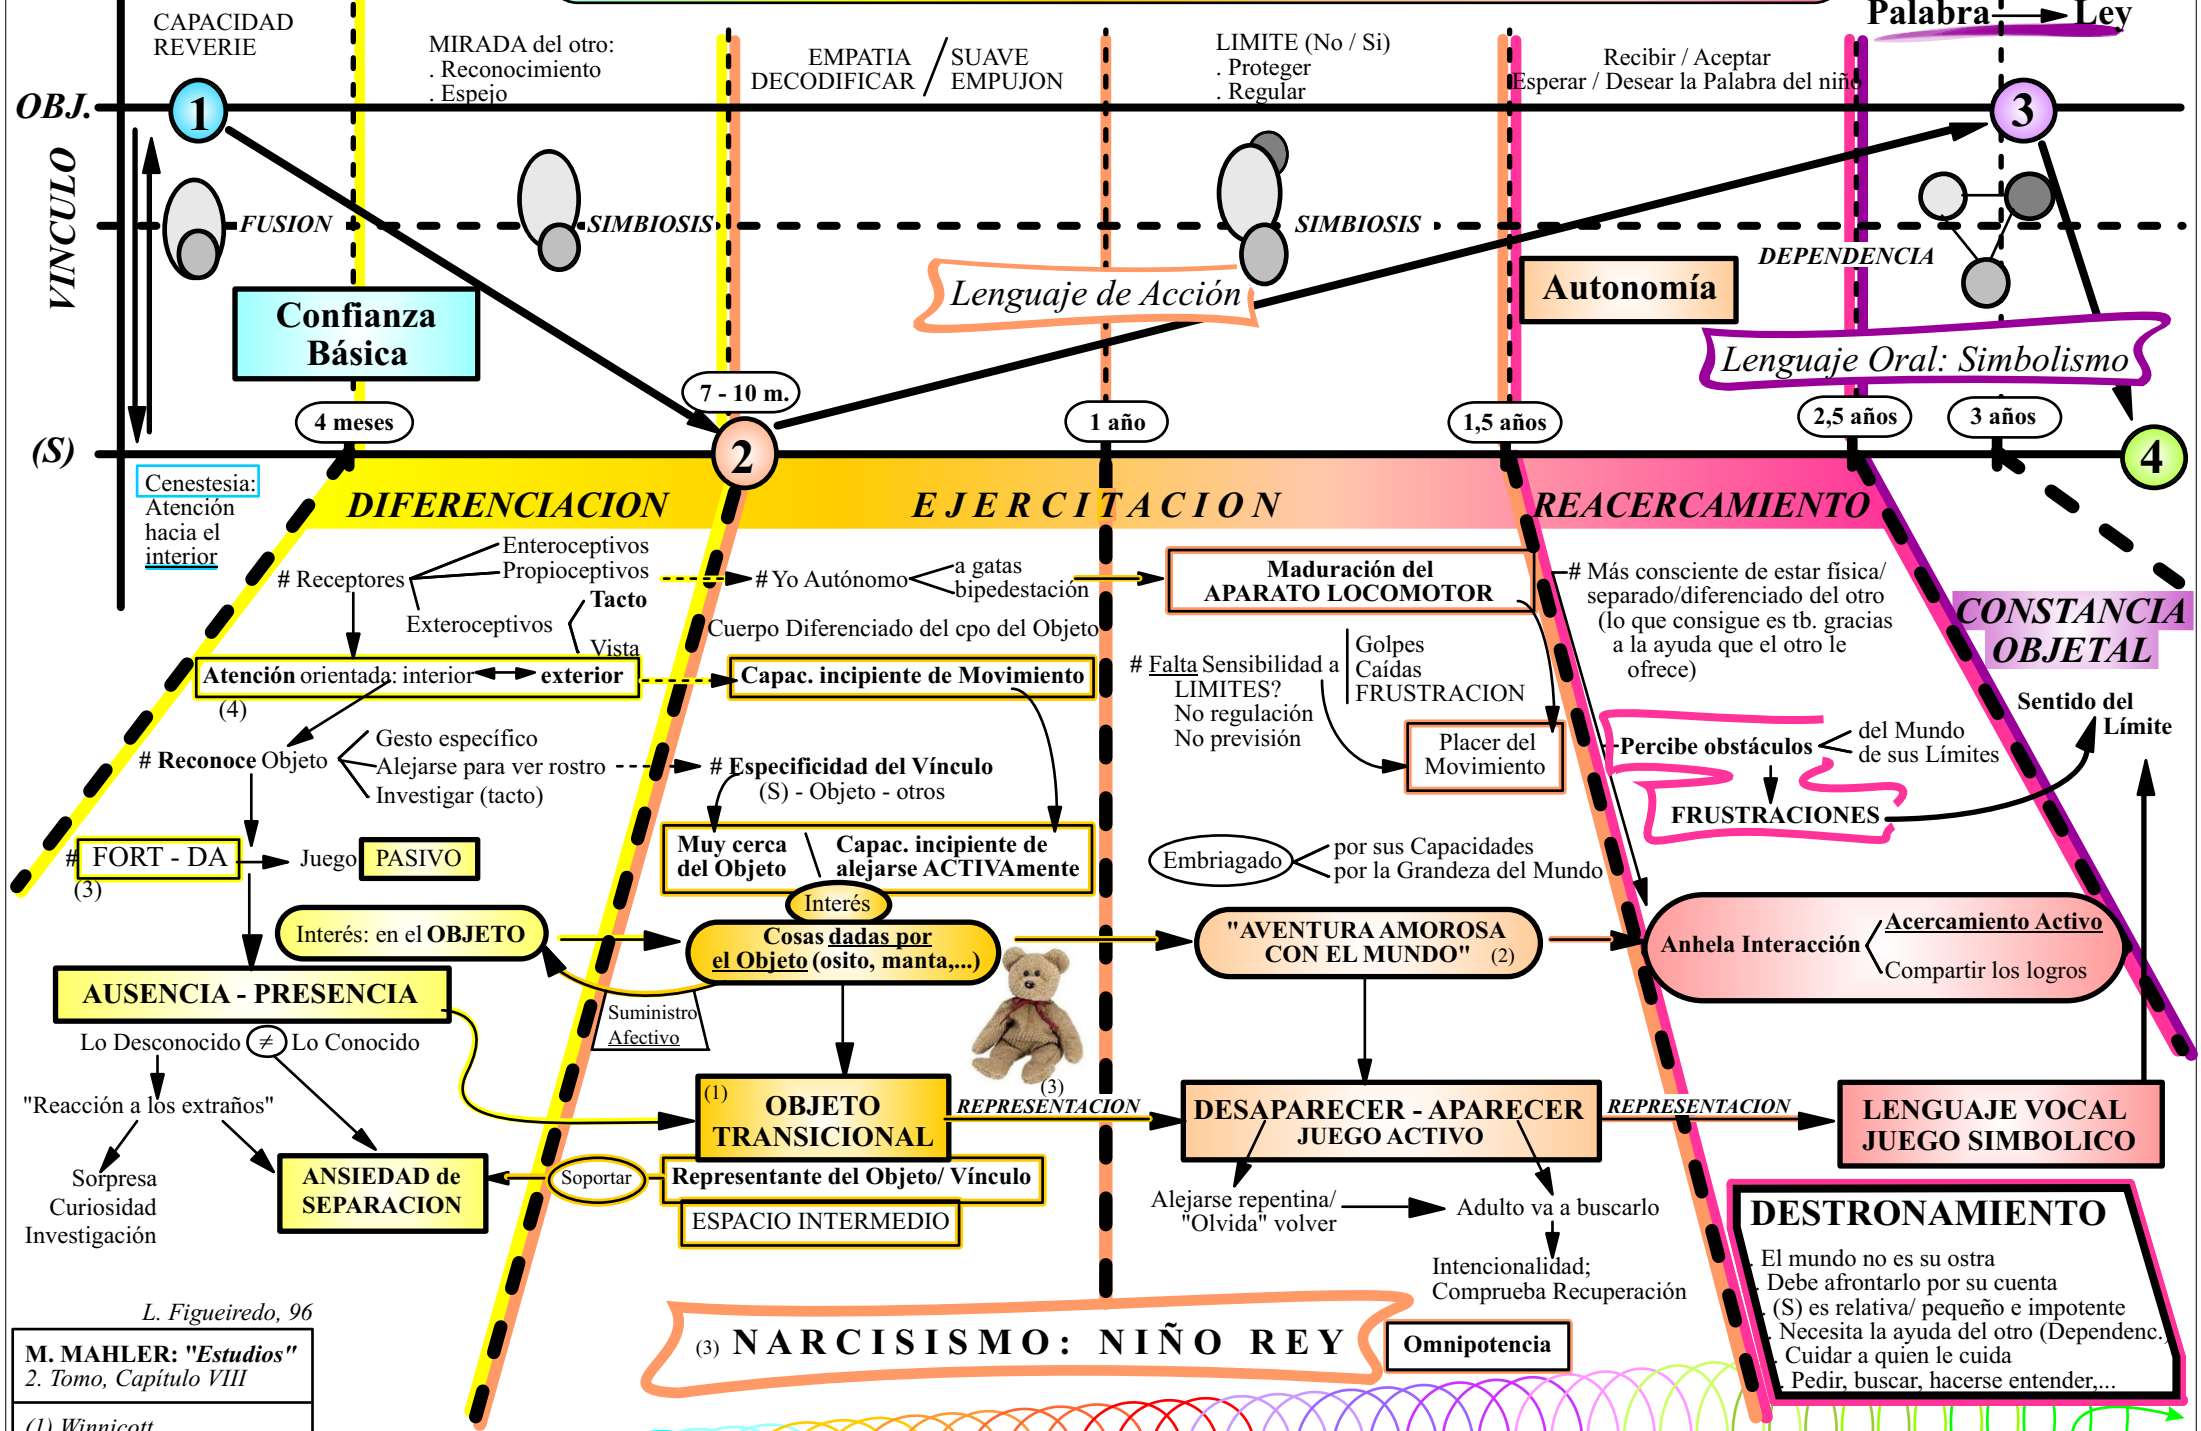 Palabra Ley
CAPACIDAD
REVERIE
MIRADA del otro:
. Reconocimiento
. Espejo
EMPATIA
DECODIFICAR
/
SUAVE
EMPUJON
LIMITE (No / Si)
. Proteger
. Regular
Recibir / Aceptar
Esperar / Desear la Palabra del niño
OBJ.
1
3
VINCULO
FUSION
SIMBIOSIS
SIMBIOSIS
DEPENDENCIA
Confianza
Básica
Lenguaje de Acción
Autonomía
Lenguaje Oral: Simbolismo
4 meses
7 - 10 m.
1 año
1,5 años
2,5 años
3 años
(S)
2
4
Cenestesia:
Atención
hacia el
interior
DIFERENCIACION
EJERCITACION
REACERCAMIENTO
CONSTANCIA
OBJETAL
# Receptores
Enteroceptivos
Propioceptivos
Exteroceptivos
Tacto
Vista
Atención orientada: interior exterior
(4)
# Reconoce Objeto
Gesto específico
Alejarse para ver rostro
Investigar (tacto)
# FORT - DA
(3)
Juego PASIVO
Interés: en el OBJETO
AUSENCIA - PRESENCIA
Lo Desconocido ≠ Lo Conocido
"Reacción a los extraños"
Sorpresa
Curiosidad
Investigación
ANSIEDAD de
SEPARACION
# Yo Autónomo
a gatas
bipedestación
Cuerpo Diferenciado del cpo del Objeto
Capac. incipiente de Movimiento
# Especificidad del Vínculo
(S) - Objeto - otros
Muy cerca
del Objeto
Capac. incipiente de
alejarse ACTIVAmente
Interés
Cosas dadas por
el Objeto (osito, manta,...)
Suministro
Afectivo
(3)
(1)
OBJETO
TRANSICIONAL
Soportar
Representante del Objeto/ Vínculo
ESPACIO INTERMEDIO
REPRESENTACION
Maduración del
APARATO LOCOMOTOR
# Falta Sensibilidad a
LIMITES?
No regulación
No previsión
Golpes
Caídas
FRUSTRACION
Placer del
Movimiento
Embriagado
por sus Capacidades
por la Grandeza del Mundo
"AVENTURA AMOROSA
CON EL MUNDO" (2)
DESAPARECER - APARECER
JUEGO ACTIVO
Alejarse repentina/
"Olvida" volver
Adulto va a buscarlo
Intencionalidad;
Comprueba Recuperación
REPRESENTACION
# Más consciente de estar física/
separado/diferenciado del otro
(lo que consigue es tb. gracias
a la ayuda que el otro le
ofrece)
Percibe obstáculos
del Mundo
de sus Límites
FRUSTRACIONES
Sentido del
Límite
Anhela Interacción
Acercamiento Activo
Compartir los logros
LENGUAJE VOCAL
JUEGO SIMBOLICO
DESTRONAMIENTO
. El mundo no es su ostra
. Debe afrontarlo por su cuenta
. (S) es relativa/ pequeño e impotente
. Necesita la ayuda del otro (Dependenc.)
. Cuidar a quien le cuida
. Pedir, buscar, hacerse entender,...
(3) NARCISISMO: NIÑO REY
Omnipotencia
L. Figueiredo, 96
M. MAHLER: "Estudios"
2. Tomo, Capítulo VIII
(1) Winnicott